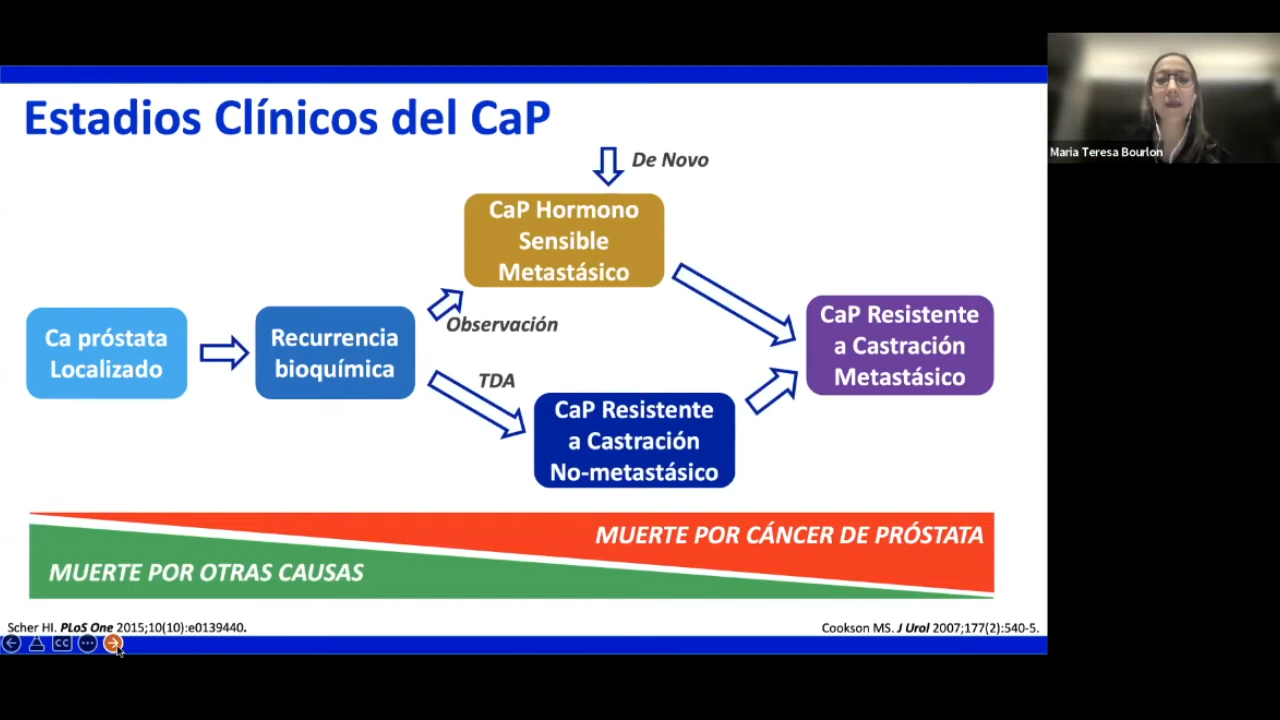 Estadios Clínicos del CaP
De Novo
CaP Hormono
Sensible
Metastásico
Observación
Ca próstata
Localizado
Recurrencia
bioquímica
TDA
CaP Resistente
a Castración
No-metastásico
CaP Resistente
a Castración
Metastásico
MUERTE POR CÁNCER DE PRÓSTATA
MUERTE POR OTRAS CAUSAS
Scher HI. PLoS One 2015;10(10):e0139440.
Cookson MS. J Urol 2007;177(2):540-5.
CC
Maria Teresa Bourlon